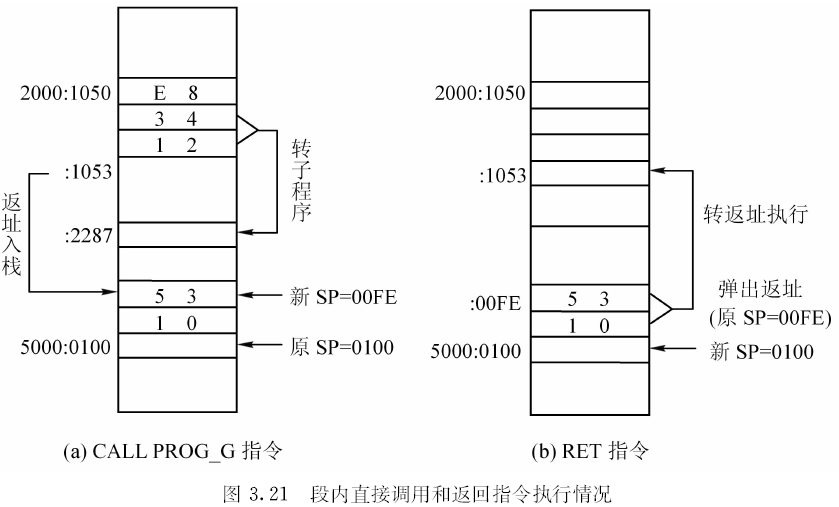 2000:1050
E 8
3 4
1 2
:1053
转子程序
返址入栈
:2287
5 3
新 SP=00FE
1 0
5000:0100
原 SP=0100
(a) CALL PROG_G 指令
2000:1050
:1053
转返址执行
:00FE
5 3
弹出返址
(原 SP=00FE)
1 0
5000:0100
新 SP=0100
(b) RET 指令
图 3.21 段内直接调用和返回指令执行情况